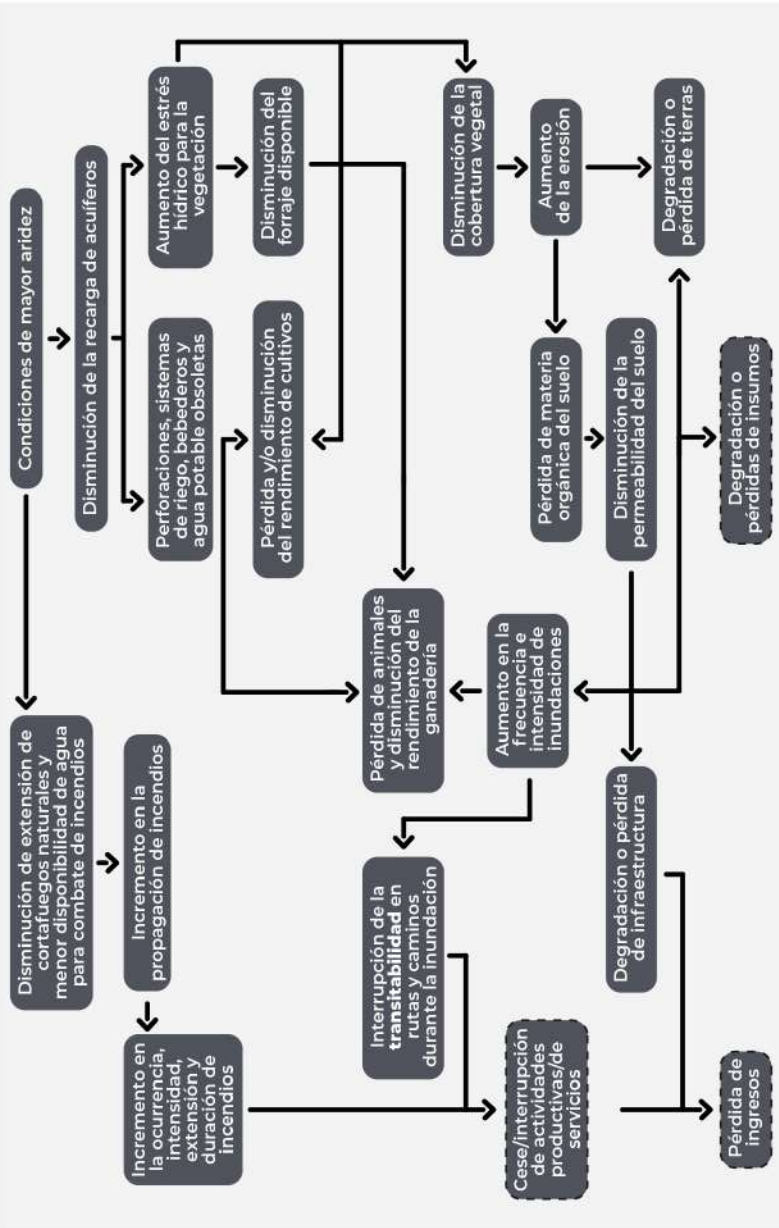 Disminución de extensión de
cortafuegos naturales y
menor disponibilidad de agua
para combate de incendios
Condiciones de mayor aridez
Disminución de la recarga de acuíferos
Incremento en la
propagación de incendios
Perforaciones, sistemas
de riego, bebederos y
agua potable obsoletas
Aumento del estrés
hídrico para la
vegetación
Incremento en
la ocurrencia,
intensidad,
extensión y
duración de
incendios
Pérdida y/o disminución
del rendimiento de cultivos
Disminución del
forraje disponible
Interrupción de la
transitabilidad en
rutas y caminos
durante la inundación
Pérdida de animales
y disminución del
rendimiento de la
ganadería
Disminución de la
cobertura vegetal
Cese/interrupción
de actividades
productivas/de
servicios
Aumento en la
frecuencia e
intensidad de
inundaciones
Pérdida de materia
orgánica del suelo
Aumento
de la erosión
Degradación o pérdida
de infraestructura
Disminución de la
permeabilidad del suelo
Degradación o
pérdida de tierras
Pérdida de
ingresos
Degradación o
pérdidas de insumos